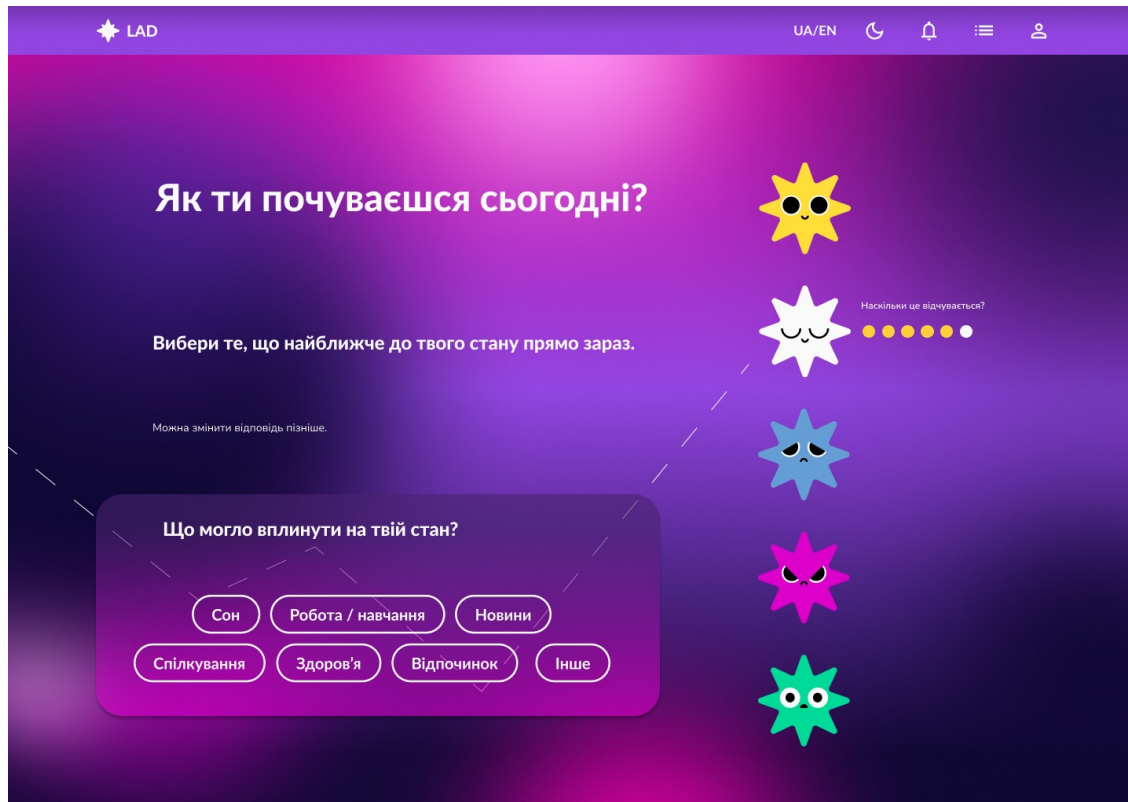 LAD
UA/EN
Як ти почуваєшся сьогодні?
Наскільки це відчувається?
Вибери те, що найближче до твого стану прямо зараз.
Можна змінити відповідь пізніше.
Що могло вплинути на твій стан?
Сон
Робота / навчання
Новини
Спілкування
Здоров’я
Відпочинок
Інше